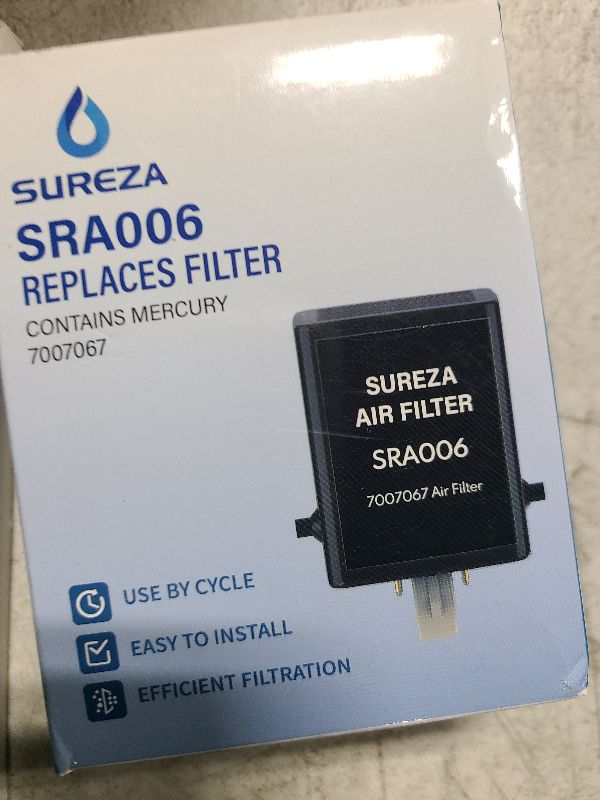 SUREZA
SRA006
REPLACES FILTER
CONTAINS MERCURY
7007067
SUREZA
AIR FILTER
SRA006
7007067 Air Filter
USE BY CYCLE
EASY TO INSTALL
EFFICIENT FILTRATION